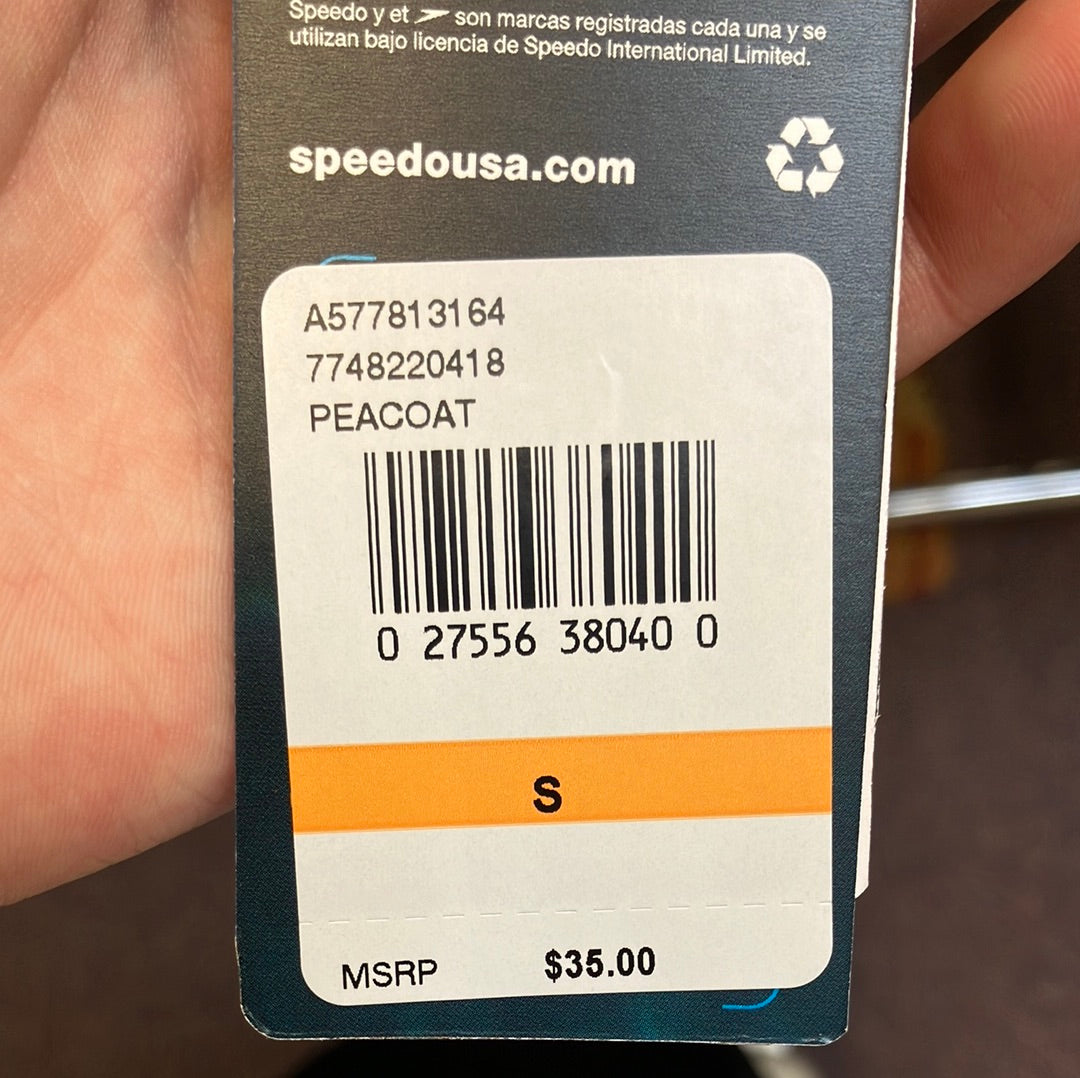 Speedo y et son marcas registradas cada una y se
utilizan bajo licencia de Speedo International Limited.
speedousa.com
A577813164
7748220418
PEACOAT
0 27556 38040 0
S
MSRP $35.00